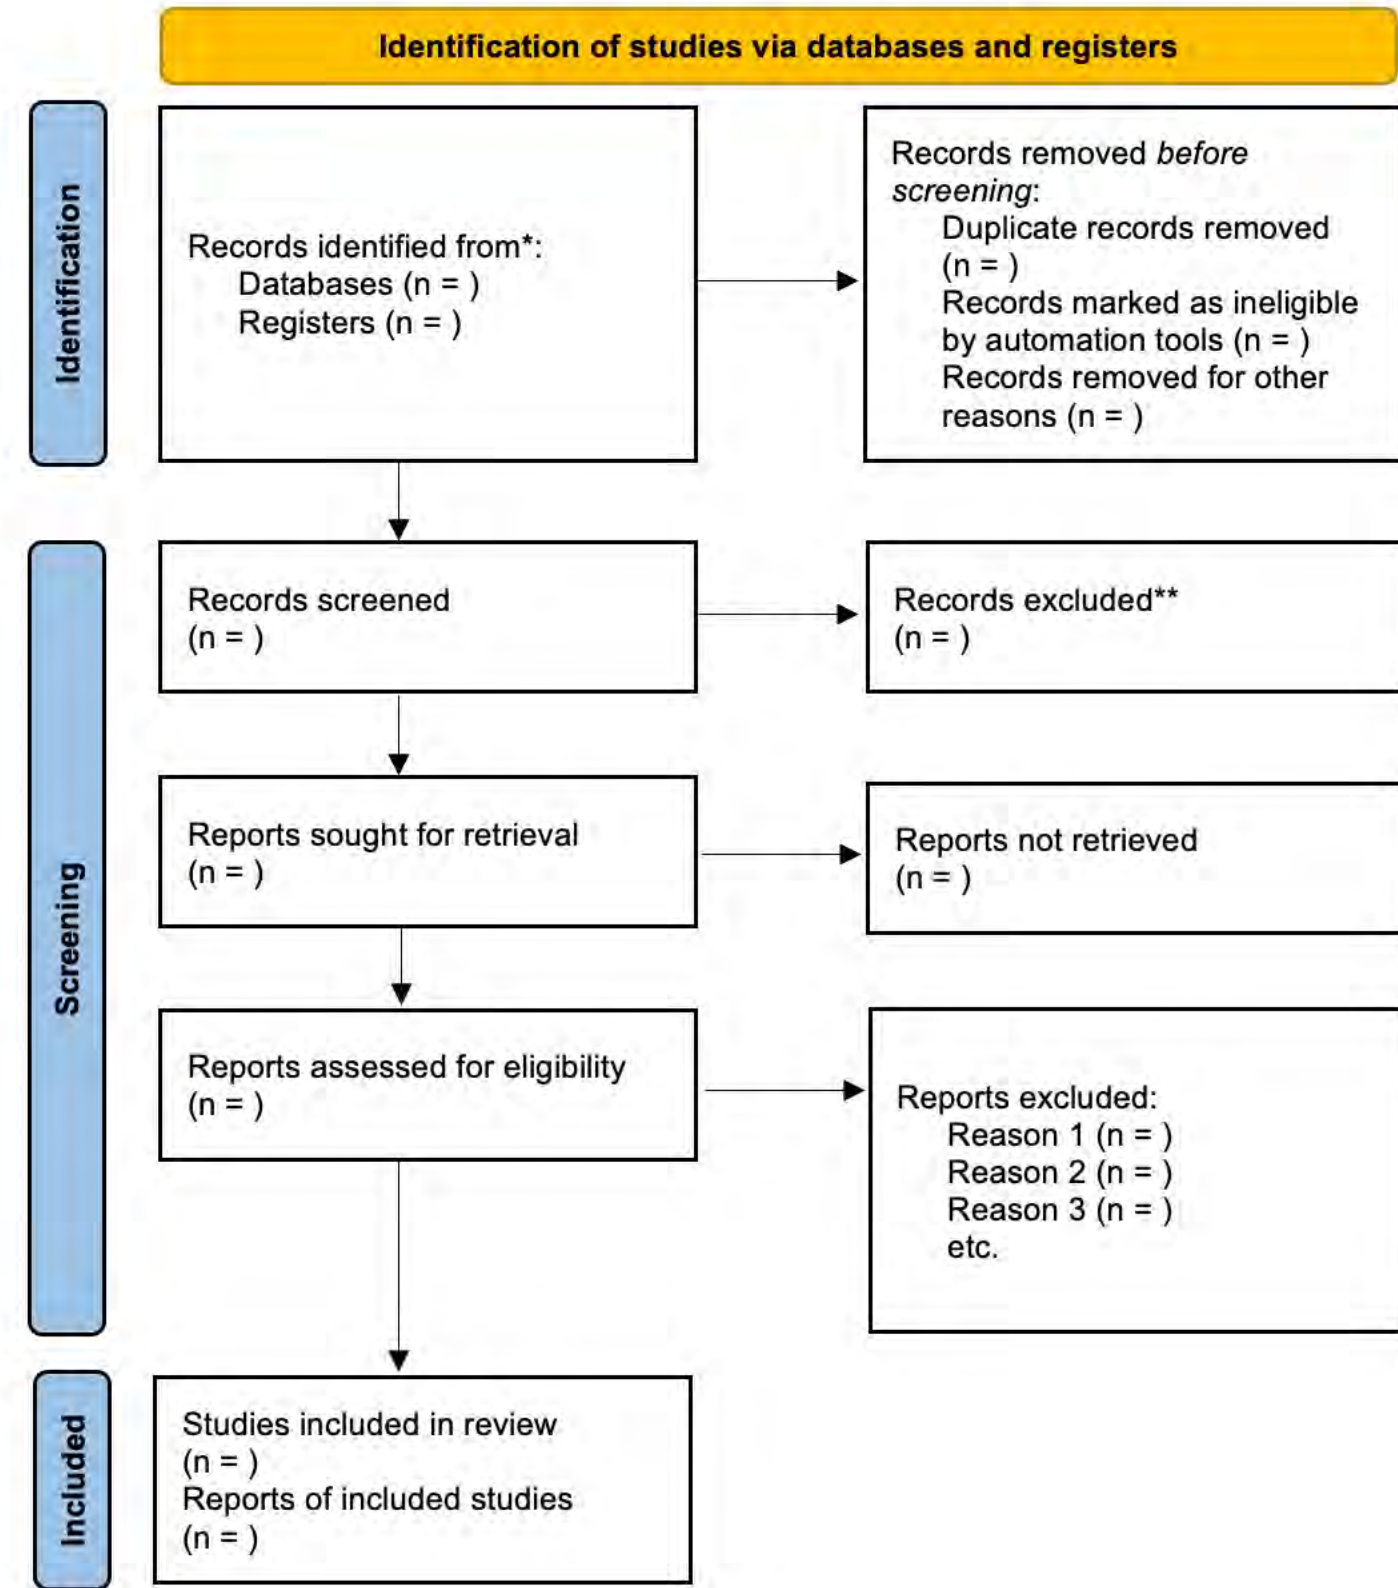 Identification of studies via databases and registers
Identification
Records identified from*:
Databases (n = )
Registers (n = )
Records removed before
screening:
Duplicate records removed
(n = )
Records marked as ineligible
by automation tools (n = )
Records removed for other
reasons (n = )
Screening
Records screened
(n = )
Records excluded**
(n = )
Reports sought for retrieval
(n = )
Reports not retrieved
(n = )
Reports assessed for eligibility
(n = )
Reports excluded:
Reason 1 (n = )
Reason 2 (n = )
Reason 3 (n = )
etc.
Included
Studies included in review
(n = )
Reports of included studies
(n = )